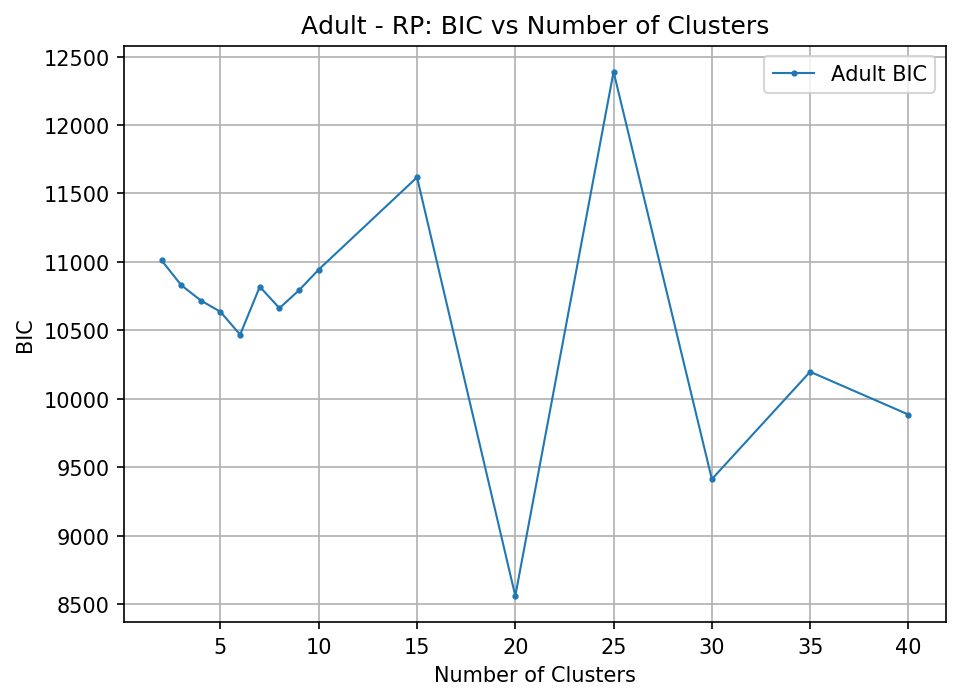 Adult - RP: BIC vs Number of Clusters
Adult BIC
12500
12000
11500
11000
10500
10000
9500
9000
8500
BIC
5 10 15 20 25 30 35 40
Number of Clusters